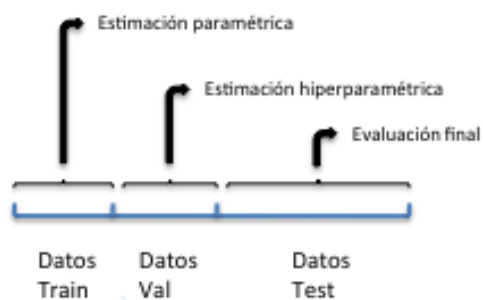 Estimación paramétrica
Estimación hiperparamétrica
Evaluación final
Datos Datos Datos
Train Val Test